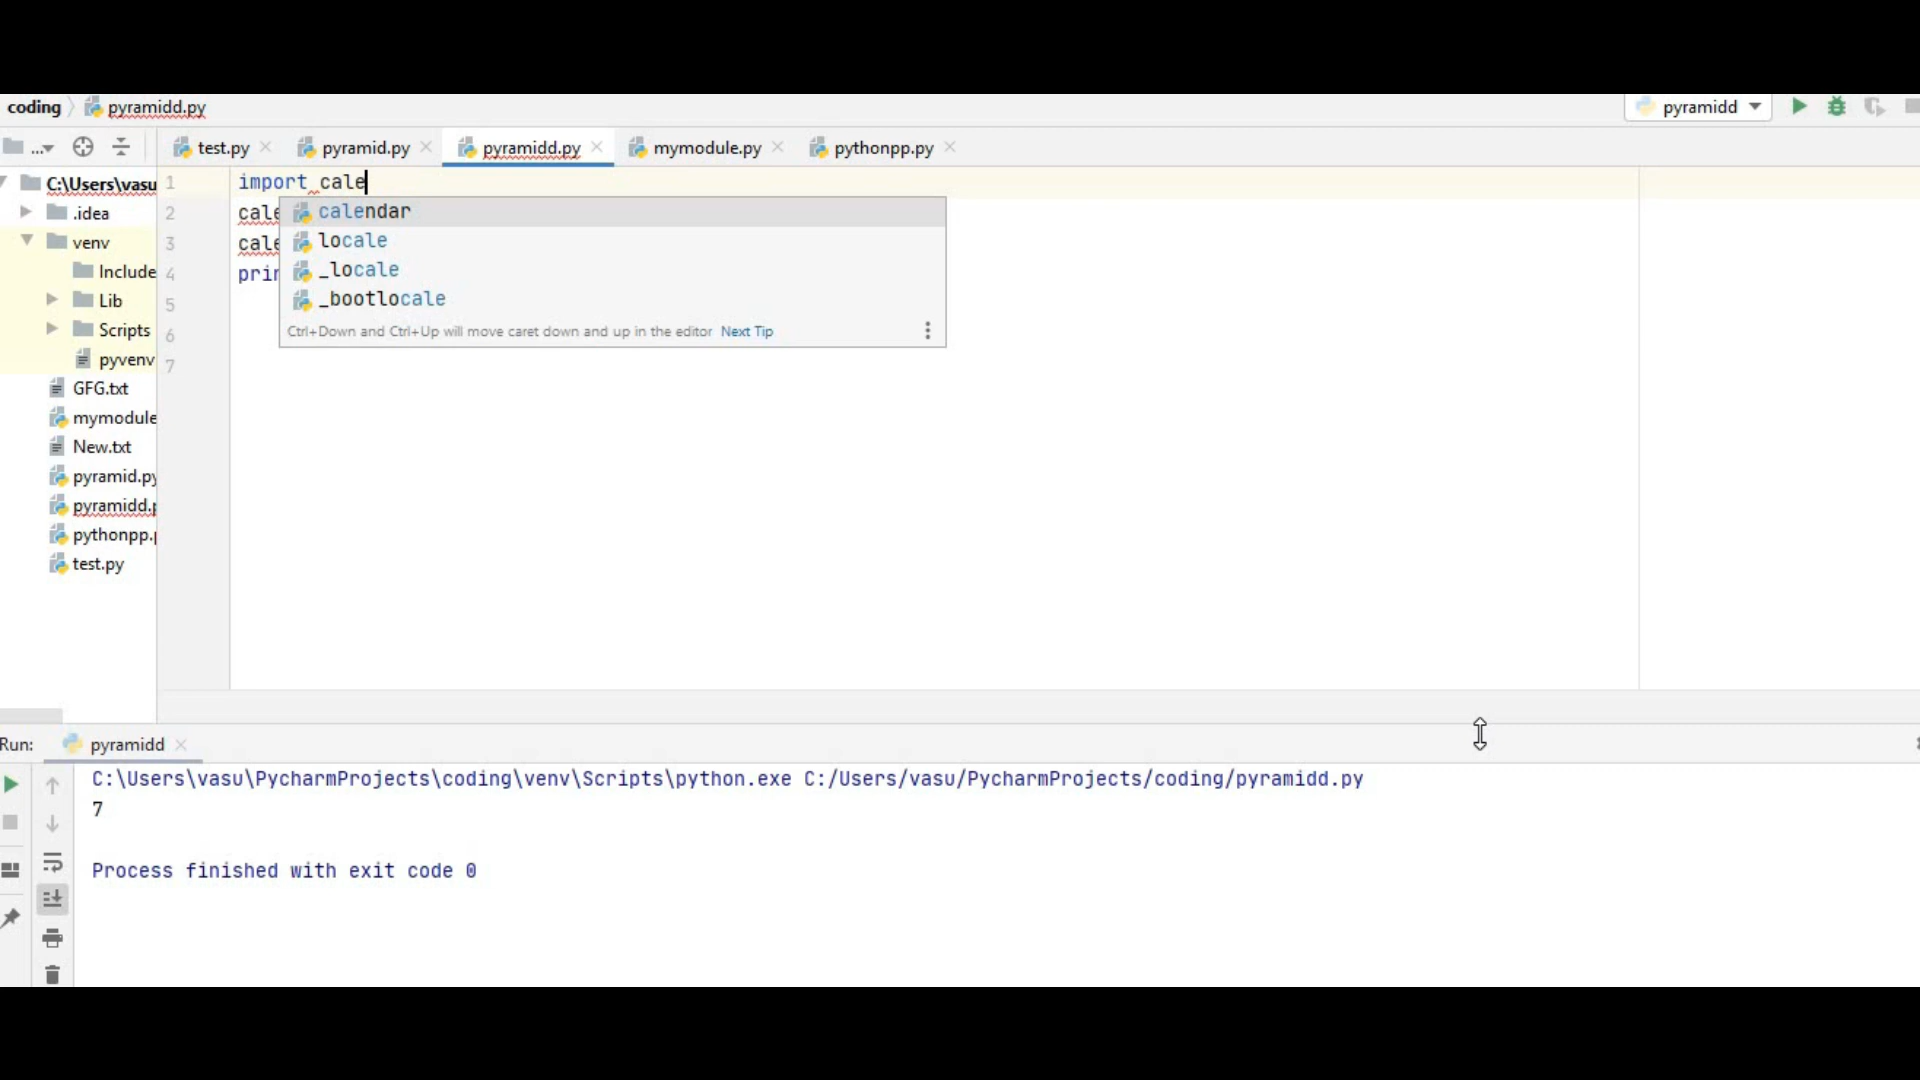 coding pyramidd.py pyramidd
...
test.py pyramid.py pyramidd.py mymodule.py pythonpp.py
C:\Users\vasu
.idea
venv
Include
Lib
Scripts
pyvenv
GFG.txt
mymodule
New.txt
pyramid.py
pyramidd.p
pythonpp.p
test.py
1 import cale
2 cale
3 cale
4 prin
5
6
7
calendar
locale
_locale
_bootlocale
Ctrl+Down and Ctrl+Up will move caret down and up in the editor Next Tip
Run: pyramidd
C:\Users\vasu\PycharmProjects\coding\venv\Scripts\python.exe C:/Users/vasu/PycharmProjects/coding/pyramidd.py
7
Process finished with exit code 0